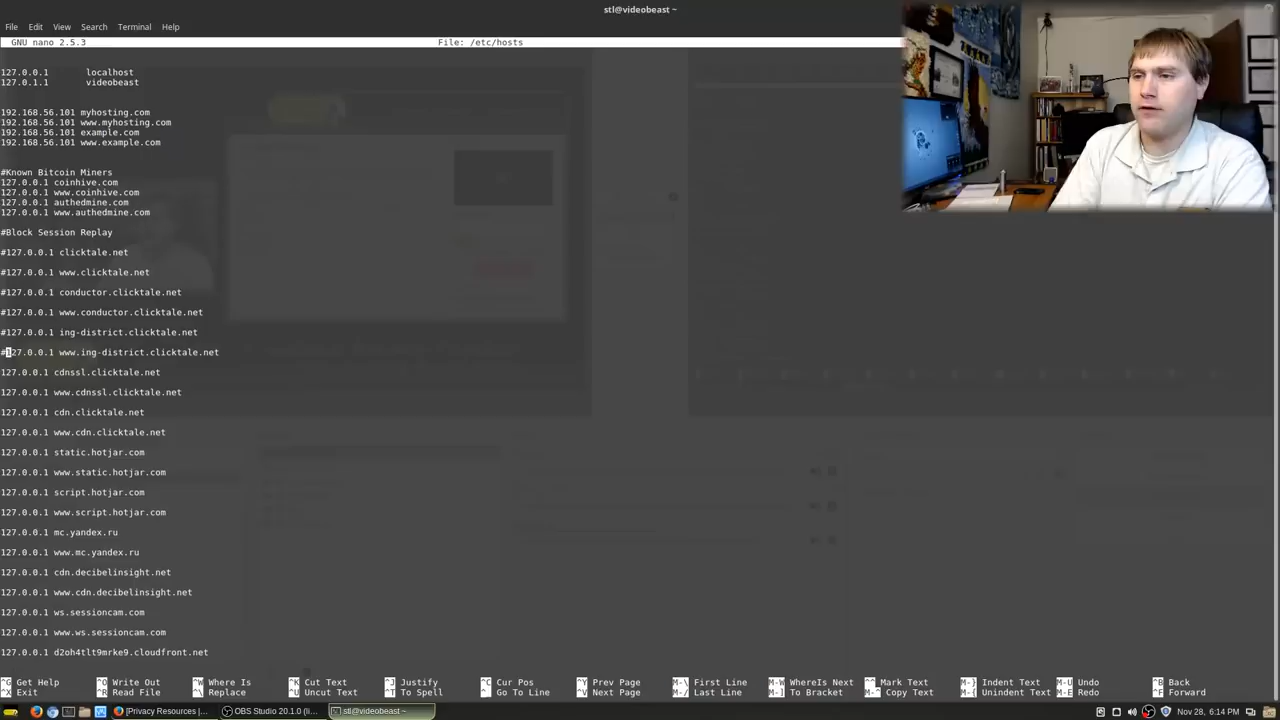 stl@videobeast ~
File Edit View Search Terminal Help
GNU nano 2.5.3 File: /etc/hosts
127.0.0.1 localhost
127.0.1.1 videobeast
192.168.56.101 myhosting.com
192.168.56.101 www.myhosting.com
192.168.56.101 example.com
192.168.56.101 www.example.com
#Known Bitcoin Miners
127.0.0.1 coinhive.com
127.0.0.1 www.coinhive.com
127.0.0.1 authedmine.com
127.0.0.1 www.authedmine.com
#Block Session Replay
#127.0.0.1 clicktale.net
#127.0.0.1 www.clicktale.net
#127.0.0.1 conductor.clicktale.net
#127.0.0.1 www.conductor.clicktale.net
#127.0.0.1 ing-district.clicktale.net
#127.0.0.1 www.ing-district.clicktale.net
127.0.0.1 cdnssl.clicktale.net
127.0.0.1 www.cdnssl.clicktale.net
127.0.0.1 cdn.clicktale.net
127.0.0.1 www.cdn.clicktale.net
127.0.0.1 static.hotjar.com
127.0.0.1 www.static.hotjar.com
127.0.0.1 script.hotjar.com
127.0.0.1 www.script.hotjar.com
127.0.0.1 mc.yandex.ru
127.0.0.1 www.mc.yandex.ru
127.0.0.1 cdn.decibelinsight.net
127.0.0.1 www.cdn.decibelinsight.net
127.0.0.1 ws.sessioncam.com
127.0.0.1 www.ws.sessioncam.com
127.0.0.1 d2oh4tlt9mrke9.cloudfront.net
^G Get Help ^O Write Out ^W Where Is ^K Cut Text ^J Justify ^C Cur Pos ^Y Prev Page M-\ First Line M-W WhereIs Next M-^ Mark Text M-} Indent Text M-U Undo ^B Back
^X Exit ^R Read File ^\ Replace ^U Uncut Text ^T To Spell ^_ Go To Line ^V Next Page M-/ Last Line M-] To Bracket M-^ Copy Text M-{ Unindent Text M-E Redo ^F Forward
[Privacy Resources |... OBS Studio 20.1.0 (li... stl@videobeast ~ Nov 28, 6:14 PM